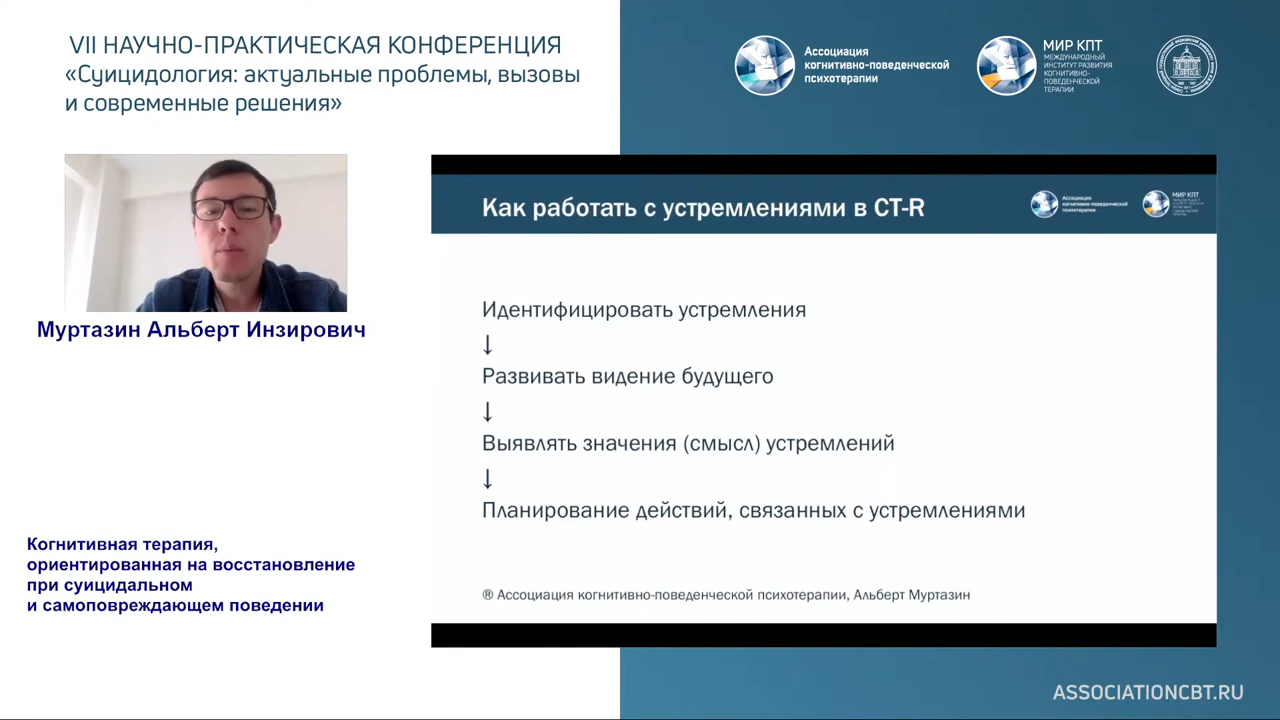 VII НАУЧНО-ПРАКТИЧЕСКАЯ КОНФЕРЕНЦИЯ
«Суицидология: актуальные проблемы, вызовы
и современные решения»
Ассоциация
когнитивно-поведенческой
психотерапии
МИР КПТ
МЕЖДУНАРОДНЫЙ
ИНСТИТУТ РАЗВИТИЯ
КОГНИТИВНО-
ПОВЕДЕНЧЕСКОЙ
ТЕРАПИИ
Муртазин Альберт Инзирович
Когнитивная терапия,
ориентированная на восстановление
при суицидальном
и самоповреждающем поведении
Как работать с устремлениями в CT-R
Ассоциация
когнитивно-поведенческой
психотерапии
МИР КПТ
Идентифицировать устремления
↓
Развивать видение будущего
↓
Выявлять значения (смысл) устремлений
↓
Планирование действий, связанных с устремлениями
® Ассоциация когнитивно-поведенческой психотерапии, Альберт Муртазин
ASSOCIATIONCBT.RU